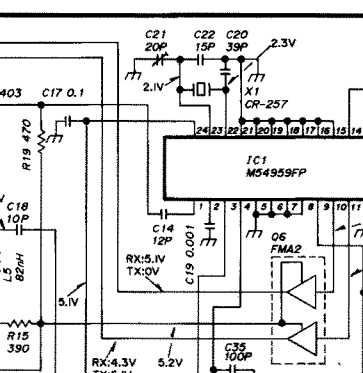 C21 C22 C20
20P 15P 39P
2.3V
2.1V
X1
CR-257
403
C17 0.1
R19 470
24 23 22 21 20 19 18 17 16 15 14
IC1
M54959FP
1 2 3 4 5 6 7 8 9 10 11
C18
10P
C14
12P
C19 0.001
Q6
FMA2
RX:5.1V
TX:0V
L5
82nH
5.1V
R15
390
RX:4.3V
5.2V
C35
100P